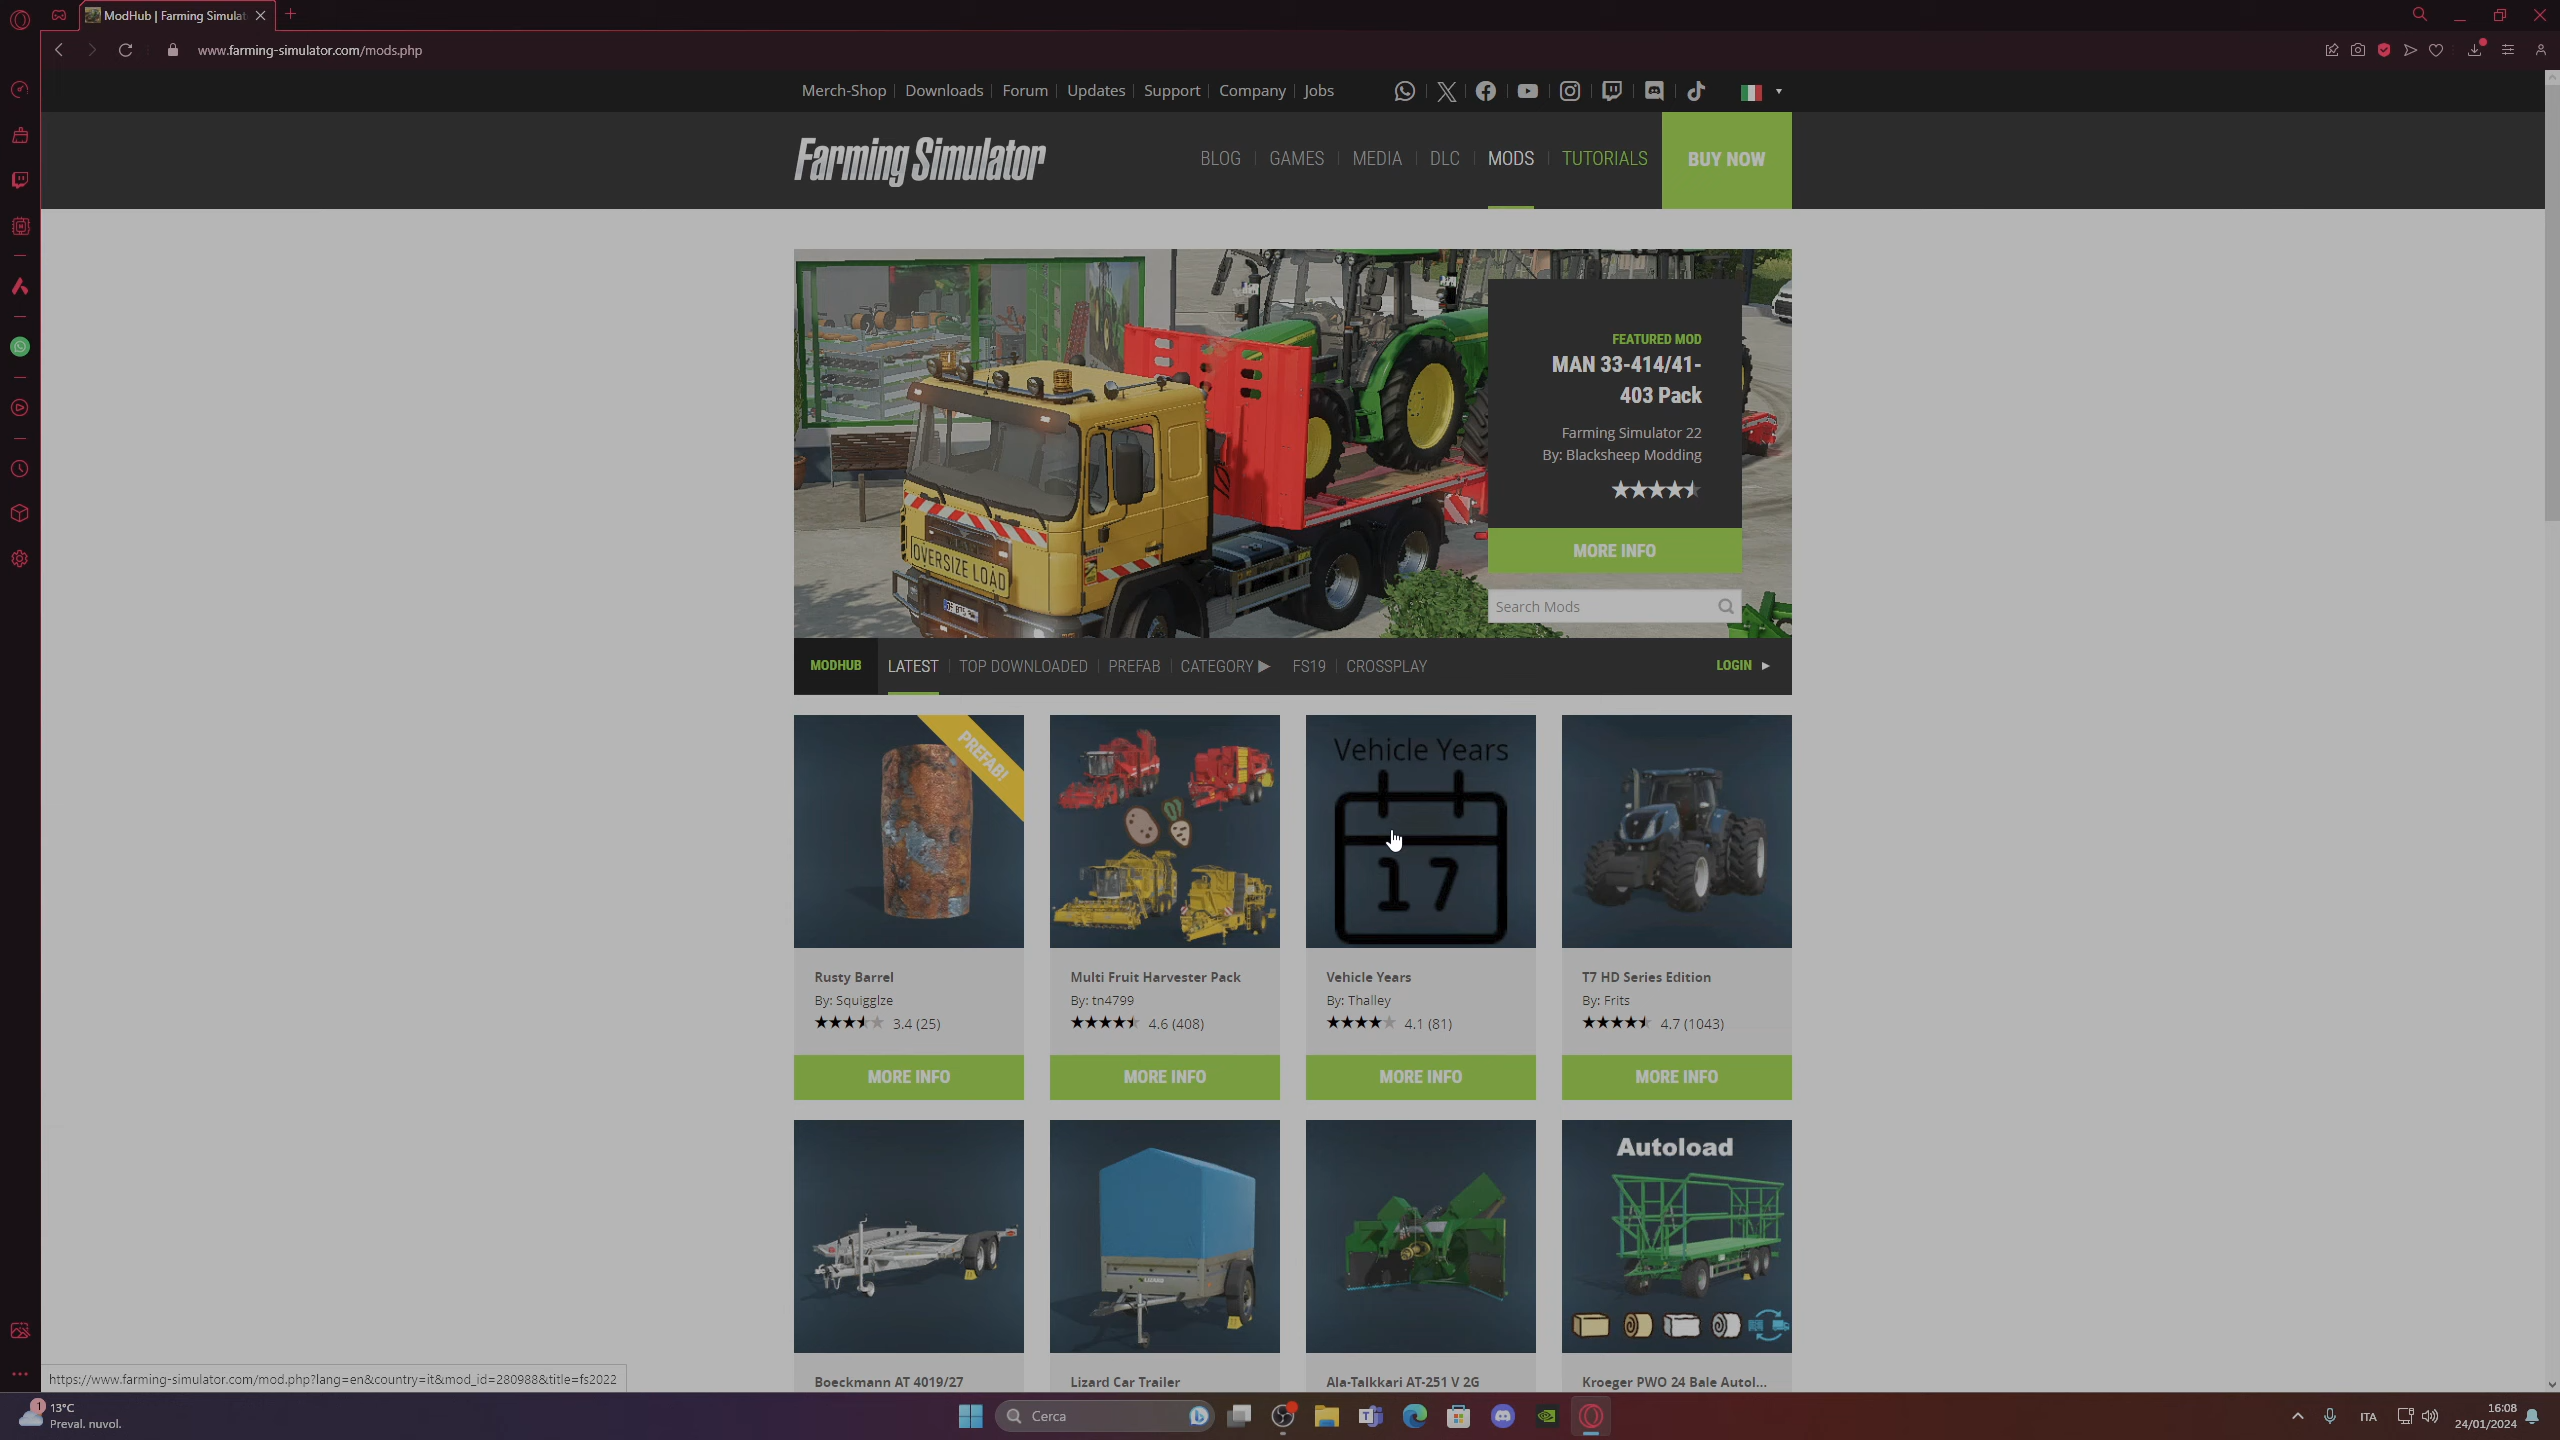 ModHub | Farming Simulat
www.farming-simulator.com/mods.php
Merch-Shop Downloads Forum Updates Support Company Jobs
Farming Simulator
BLOG GAMES MEDIA DLC MODS TUTORIALS BUY NOW
FEATURED MOD
MAN 33-414/41-
403 Pack
Farming Simulator 22
By: Blacksheep Modding
MORE INFO
Search Mods
OVERSIZE LOAD
MODHUB LATEST TOP DOWNLOADED PREFAB CATEGORY FS19 CROSSPLAY LOGIN
PREFAB!
Vehicle Years
17
Rusty Barrel
By: Squigglze
3.4 (25)
MORE INFO
Multi Fruit Harvester Pack
By: tn4799
4.6 (408)
MORE INFO
Vehicle Years
By: Thalley
4.1 (81)
MORE INFO
T7 HD Series Edition
By: Frits
4.7 (1043)
MORE INFO
Autoload
LIZARD
Boeckmann AT 4019/27
Lizard Car Trailer
Ala-Talkkari AT-251 V 2G
Kroeger PWO 24 Bale Autol...
https://www.farming-simulator.com/mod.php?lang=en&country=it&mod_id=280988&title=fs2022
1
13°C
Preval. nuvol.
Cerca
ITA
16:08
24/01/2024